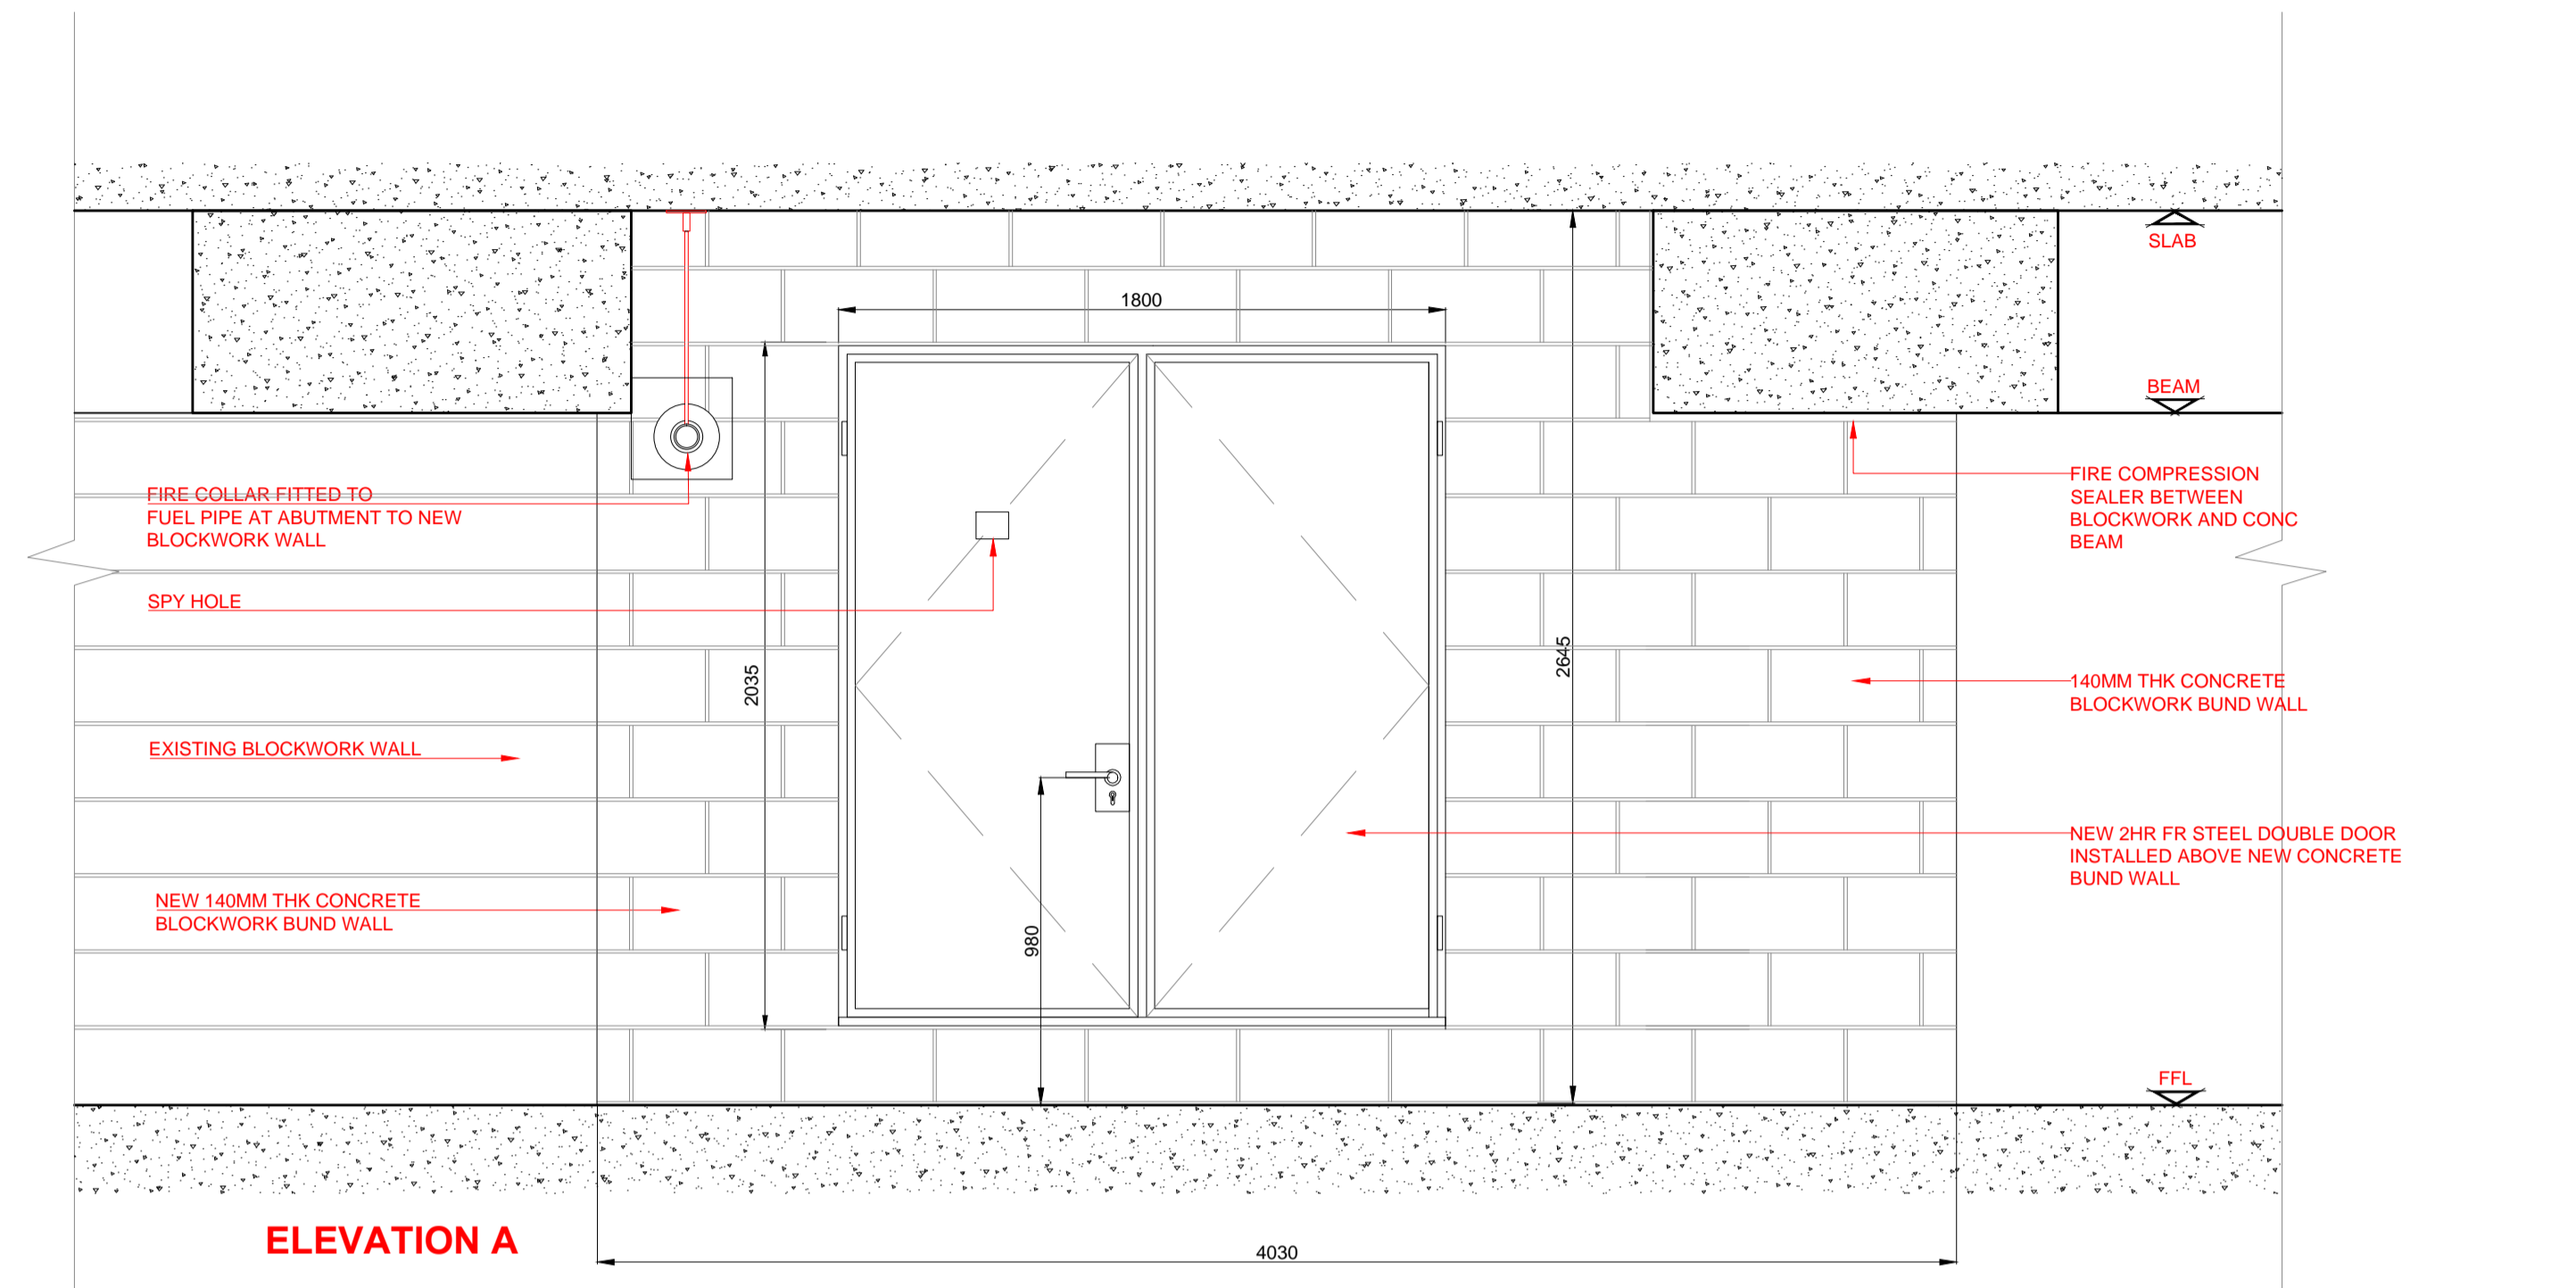 SLAB
1800
BEAM
FIRE COLLAR FITTED TO
FUEL PIPE AT ABUTMENT TO NEW
BLOCKWORK WALL
FIRE COMPRESSION
SEALER BETWEEN
BLOCKWORK AND CONC
BEAM
SPY HOLE
2035
2645
140MM THK CONCRETE
BLOCKWORK BUND WALL
EXISTING BLOCKWORK WALL
NEW 2HR FR STEEL DOUBLE DOOR
INSTALLED ABOVE NEW CONCRETE
BUND WALL
NEW 140MM THK CONCRETE
BLOCKWORK BUND WALL
980
FFL
ELEVATION A
4030